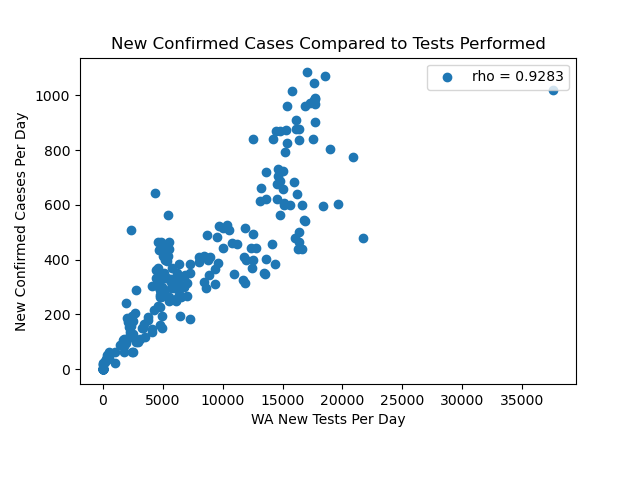 New Confirmed Cases Compared to Tests Performed
rho = 0.9283
1000
800
600
400
200
0
New Confirmed Caeses Per Day
0 5000 10000 15000 20000 25000 30000 35000
WA New Tests Per Day